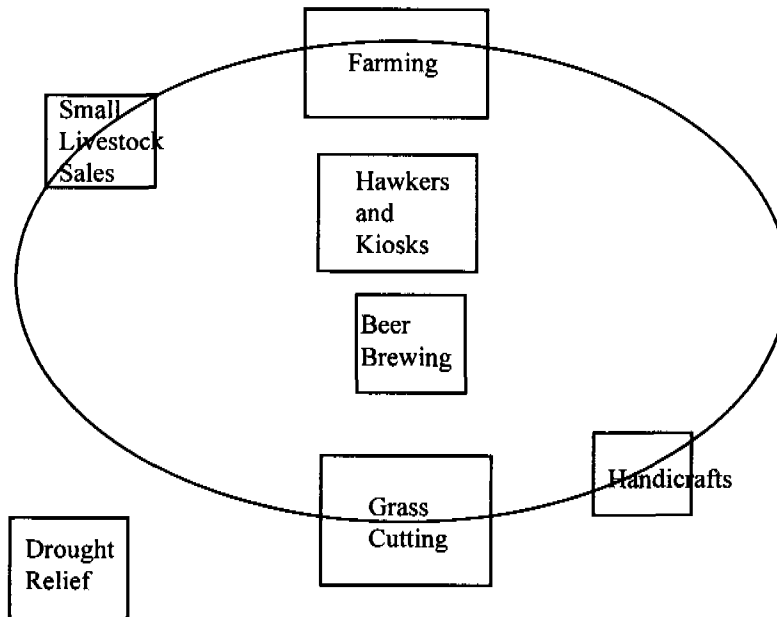 Farming
Small
Livestock
Sales
Hawkers
and
Kiosks
Beer
Brewing
Handicrafts
Grass
Cutting
Drought
Relief